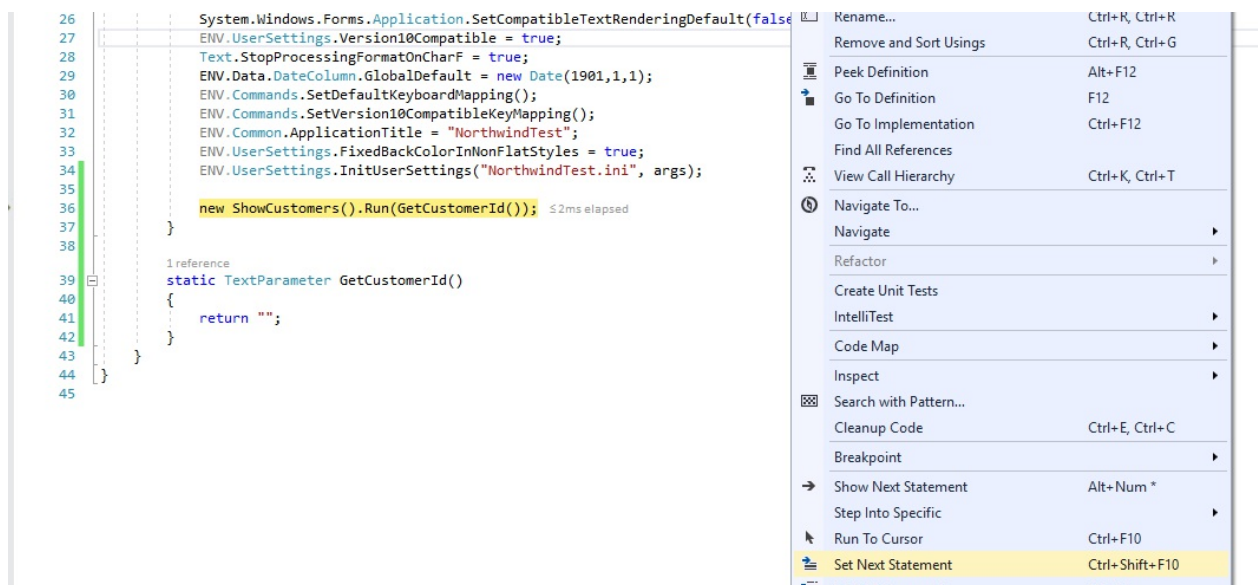 26 System.Windows.Forms.Application.SetCompatibleTextRenderingDefault(false
27 ENV.UserSettings.Version10Compatible = true;
28 Text.StopProcessingFormatOnCharF = true;
29 ENV.Data.DateColumn.GlobalDefault = new Date(1901,1,1);
30 ENV.Commands.SetDefaultKeyboardMapping();
31 ENV.Commands.SetVersion10CompatibleKeyMapping();
32 ENV.Common.ApplicationTitle = "NorthwindTest";
33 ENV.UserSettings.FixedBackColorInNonFlatStyles = true;
34 ENV.UserSettings.InitUserSettings("NorthwindTest.ini", args);
35
36 new ShowCustomers().Run(GetCustomerId()); ≤2ms elapsed
37 }
38
1 reference
39 static TextParameter GetCustomerId()
40 {
41 return "";
42 }
43 }
44 }
45
Rename... Ctrl+R, Ctrl+R
Remove and Sort Usings Ctrl+R, Ctrl+G
Peek Definition Alt+F12
Go To Definition F12
Go To Implementation Ctrl+F12
Find All References
View Call Hierarchy Ctrl+K, Ctrl+T
Navigate To...
Navigate
Refactor
Create Unit Tests
IntelliTest
Code Map
Inspect
Search with Pattern...
Cleanup Code Ctrl+E, Ctrl+C
Breakpoint
Show Next Statement Alt+Num *
Step Into Specific
Run To Cursor Ctrl+F10
Set Next Statement Ctrl+Shift+F10